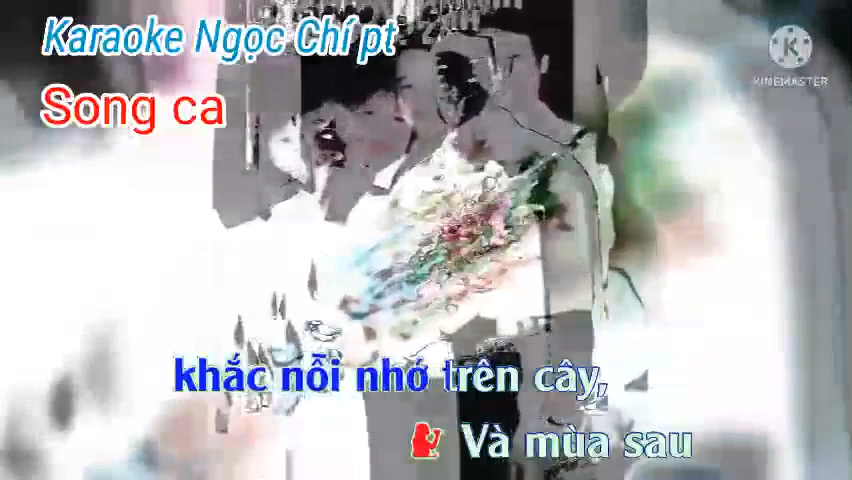 Karaoke Ngọc Chí pt
KINEMASTER
Song ca
khắc nỗi nhớ trên cây,
Và mùa sau